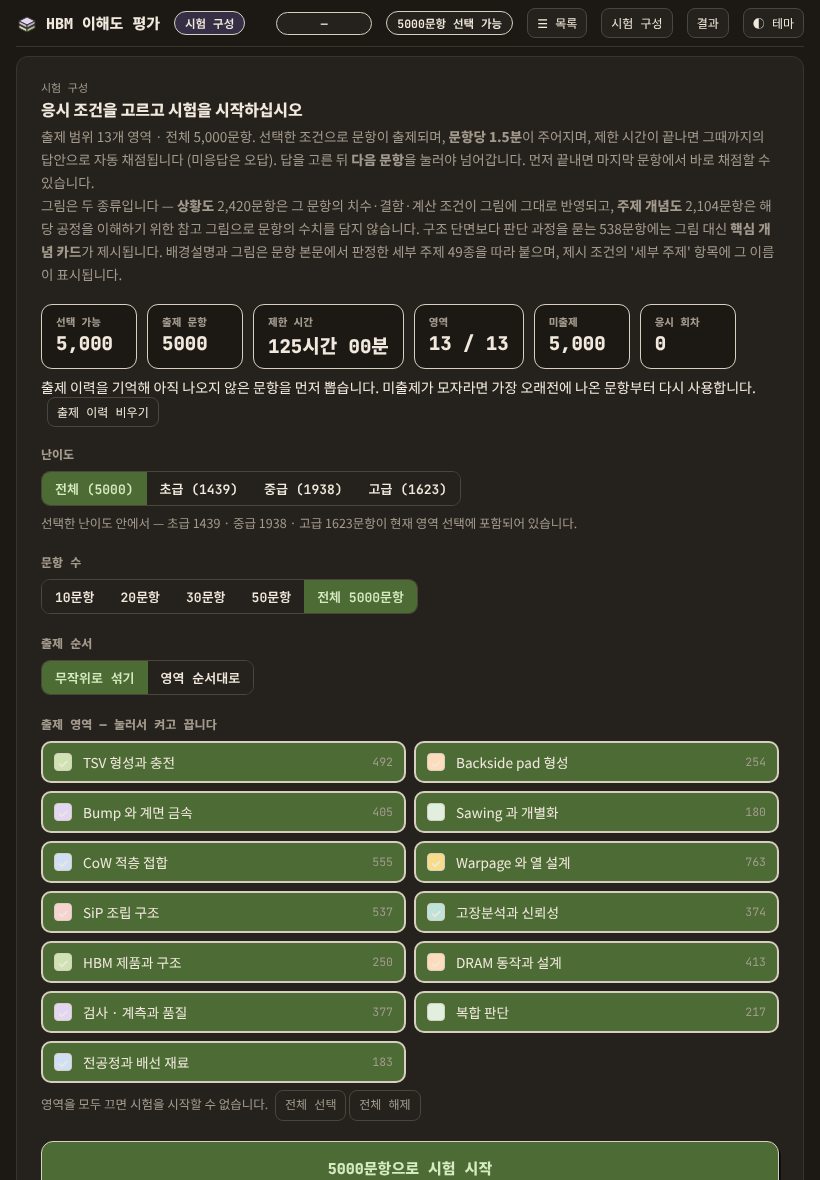 HBM 이해도 평가
시험 구성
—
5000문항 선택 가능
☰ 목록
시험 구성
결과
◐ 테마
시험 구성
응시 조건을 고르고 시험을 시작하십시오
출제 범위 13개 영역 · 전체 5,000문항. 선택한 조건으로 문항이 출제되며, 문항당 1.5분이 주어지며, 제한 시간이 끝나면 그때까지의
답안으로 자동 채점됩니다 (미응답은 오답). 답을 고른 뒤 다음 문항을 눌러야 넘어갑니다. 먼저 끝내면 마지막 문항에서 바로 채점할 수
있습니다.
그림은 두 종류입니다 — 상황도 2,420문항은 그 문항의 치수·결함·계산 조건이 그림에 그대로 반영되고, 주제 개념도 2,104문항은 해
당 공정을 이해하기 위한 참고 그림으로 문항의 수치를 담지 않습니다. 구조 단면보다 판단 과정을 묻는 538문항에는 그림 대신 핵심 개
념 카드가 제시됩니다. 배경설명과 그림은 문항 본문에서 판정한 세부 주제 49종을 따라 붙으며, 제시 조건의 '세부 주제' 항목에 그 이름
이 표시됩니다.
선택 가능
5,000
출제 문항
5000
제한 시간
125시간 00분
영역
13 / 13
미출제
5,000
응시 회차
0
출제 이력을 기억해 아직 나오지 않은 문항을 먼저 뽑습니다. 미출제가 모자라면 가장 오래전에 나온 문항부터 다시 사용합니다.
출제 이력 비우기
난이도
전체 (5000)
초급 (1439)
중급 (1938)
고급 (1623)
선택한 난이도 안에서 — 초급 1439 · 중급 1938 · 고급 1623문항이 현재 영역 선택에 포함되어 있습니다.
문항 수
10문항
20문항
30문항
50문항
전체 5000문항
출제 순서
무작위로 섞기
영역 순서대로
출제 영역 — 눌러서 켜고 끕니다
TSV 형성과 충전 492
Backside pad 형성 254
Bump 와 계면 금속 405
Sawing 과 개별화 180
CoW 적층 접합 555
Warpage 와 열 설계 763
SiP 조립 구조 537
고장분석과 신뢰성 374
HBM 제품과 구조 250
DRAM 동작과 설계 413
검사 · 계측과 품질 377
복합 판단 217
전공정과 배선 재료 183
영역을 모두 끄면 시험을 시작할 수 없습니다.
전체 선택
전체 해제
5000문항으로 시험 시작